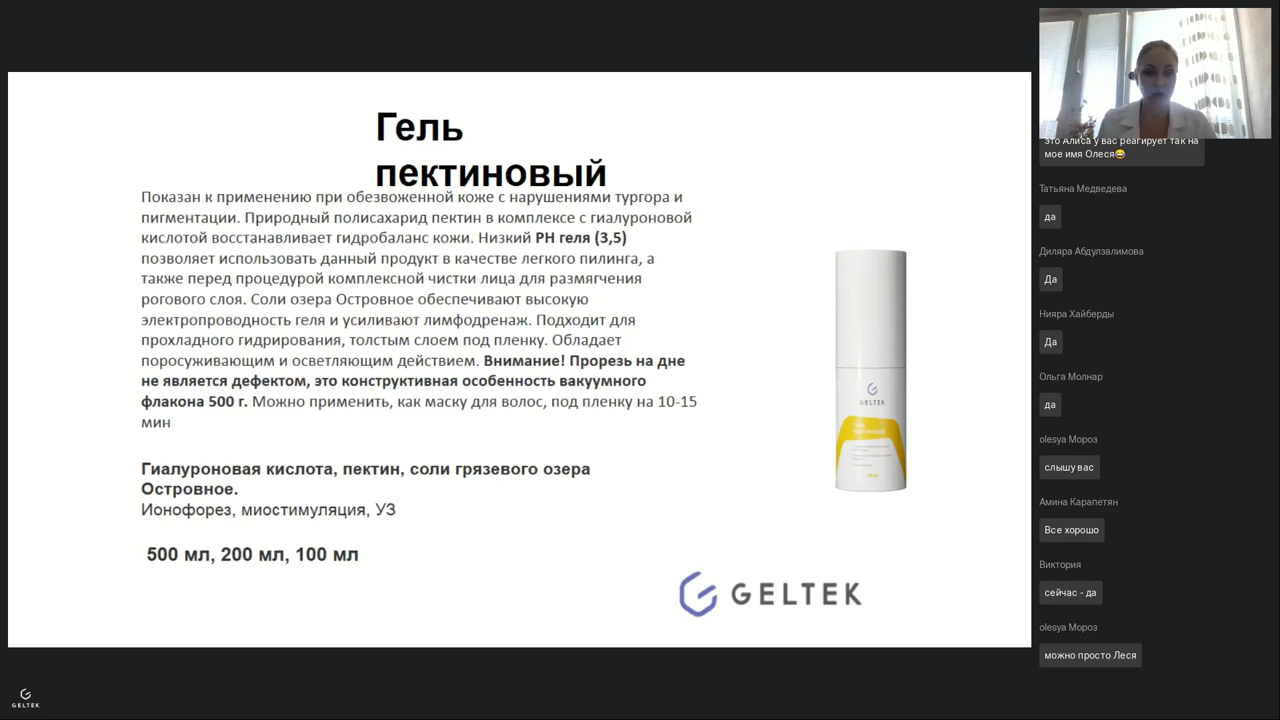 Гель
пектиновый
Показан к применению при обезвоженной коже с нарушениями тургора и
пигментации. Природный полисахарид пектин в комплексе с гиалуроновой
кислотой восстанавливает гидробаланс кожи. Низкий РН геля (3,5)
позволяет использовать данный продукт в качестве легкого пилинга, а
также перед процедурой комплексной чистки лица для размягчения
рогового слоя. Соли озера Островное обеспечивают высокую
электропроводность геля и усиливают лимфодренаж. Подходит для
прохладного гидрирования, толстым слоем под пленку. Обладает
поросуживающим и осветляющим действием. Внимание! Прорезь на дне
не является дефектом, это конструктивная особенность вакуумного
флакона 500 г. Можно применить, как маску для волос, под пленку на 10-15
мин
Гиалуроновая кислота, пектин, соли грязевого озера
Островное.
Ионофорез, миостимуляция, УЗ
500 мл, 200 мл, 100 мл
GELTEK
Гель
пектиновый
GELTEK
GELTEK
это Алиса у вас реагирует так на
мое имя Олеся😅
Татьяна Медведева
да
Диляра Абдулзалимова
Да
Нияра Хайберды
Да
Ольга Молнар
да
olesya Мороз
слышу вас
Амина Карапетян
Все хорошо
Виктория
сейчас - да
olesya Мороз
можно просто Леся